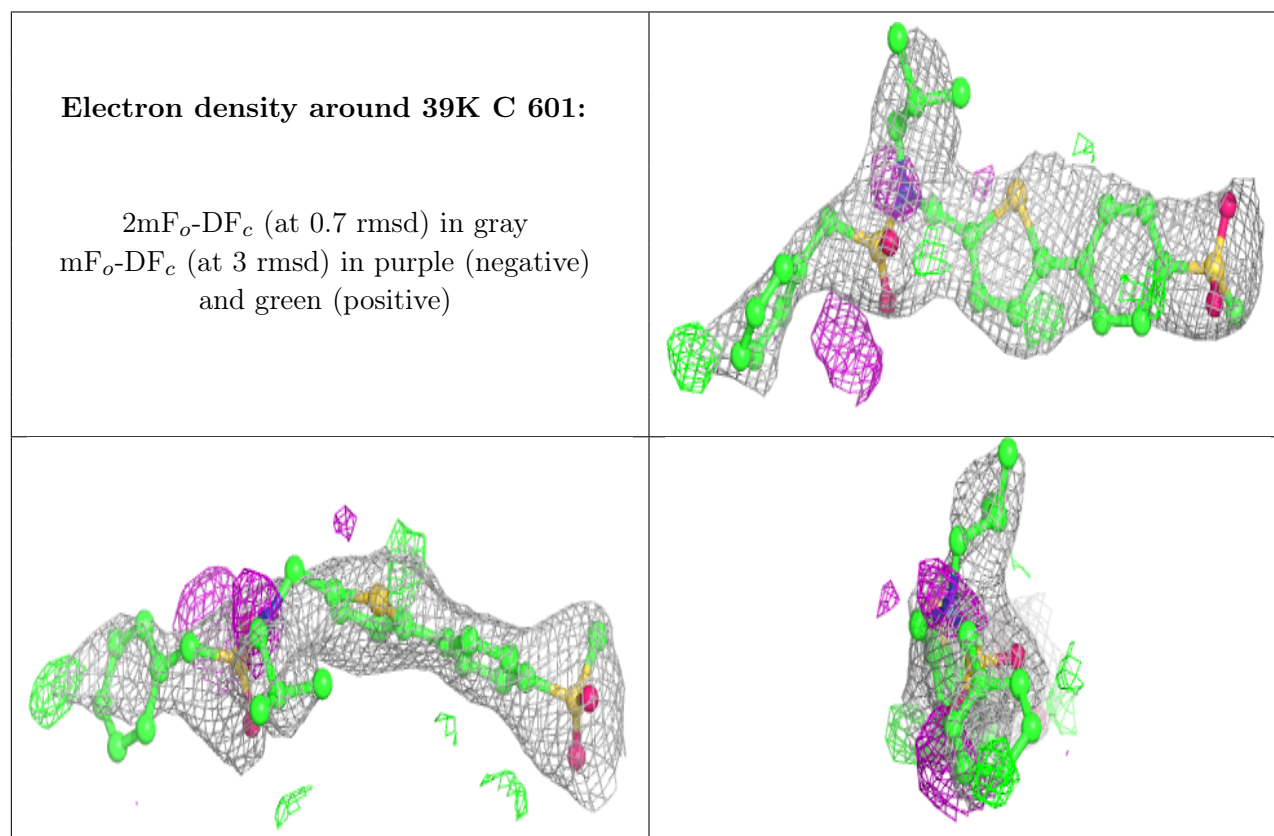 Electron density around 39K C 601:
2mFo-DFc (at 0.7 rmsd) in gray
mFo-DFc (at 3 rmsd) in purple (negative)
and green (positive)